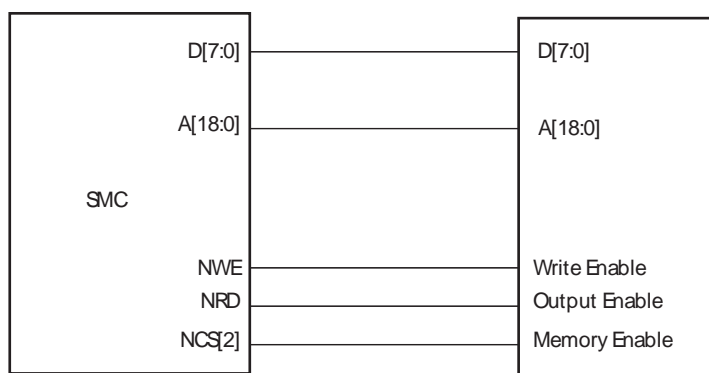 D[7:0] D[7:0]
A[18:0] A[18:0]
SMC
NWE Write Enable
NRD Output Enable
NCS[2] Memory Enable